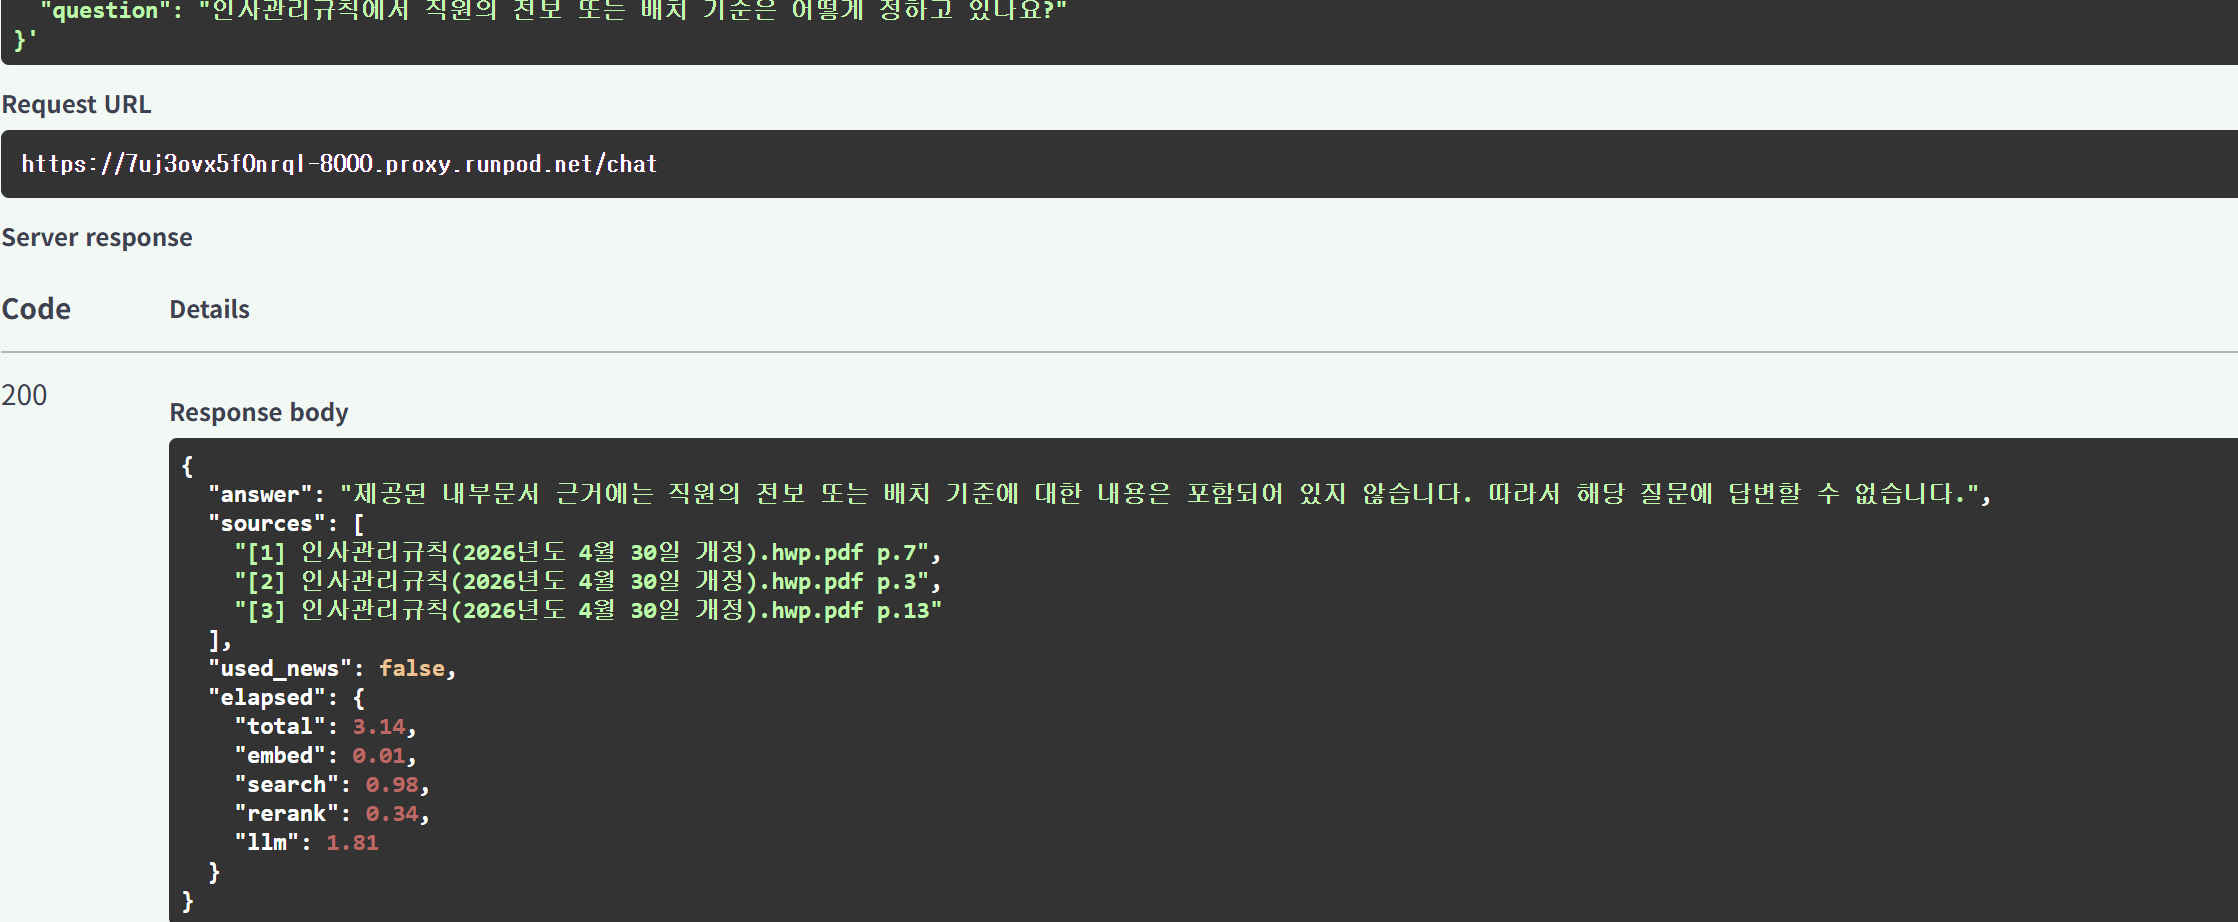 "question": "인사관리규칙에서 직원의 전보 또는 배치 기준은 어떻게 정하고 있나요?"
}'
Request URL
https://7uj3ovx5f0nrql-8000.proxy.runpod.net/chat
Server response
Code Details
200
Response body
{
"answer": "제공된 내부문서 근거에는 직원의 전보 또는 배치 기준에 대한 내용은 포함되어 있지 않습니다. 따라서 해당 질문에 답변할 수 없습니다.",
"sources": [
"[1] 인사관리규칙(2026년도 4월 30일 개정).hwp.pdf p.7",
"[2] 인사관리규칙(2026년도 4월 30일 개정).hwp.pdf p.3",
"[3] 인사관리규칙(2026년도 4월 30일 개정).hwp.pdf p.13"
],
"used_news": false,
"elapsed": {
"total": 3.14,
"embed": 0.01,
"search": 0.98,
"rerank": 0.34,
"llm": 1.81
}
}